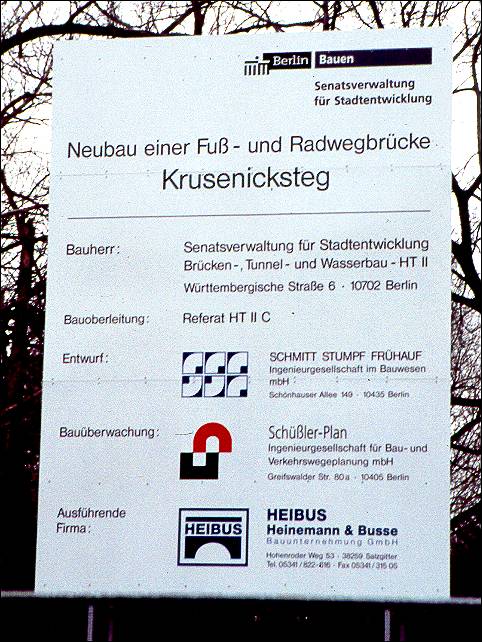 Berlin Bauen
Senatsverwaltung
für Stadtentwicklung
Neubau einer Fuß - und Radwegbrücke
Krusenicksteg
Bauherr: Senatsverwaltung für Stadtentwicklung
Brücken-, Tunnel - und Wasserbau - HT II
Württembergische Straße 6 · 10702 Berlin
Bauoberleitung: Referat HT II C
Entwurf: SCHMITT STUMPF FRÜHAUF
Ingenieurgesellschaft im Bauwesen
mbH
Schönhauser Allee 149 · 10435 Berlin
Bauüberwachung: Schüßler-Plan
Ingenieurgesellschaft für Bau- und
Verkehrswegeplanung mbH
Greifswalder Str. 80a · 10405 Berlin
Ausführende
Firma:
HEIBUS
HEIBUS
Heinemann & Busse
Bauunternehmung GmbH
Hohenroder Weg 53 · 38259 Salzgitter
Tel. 05341 / 822-616 · Fax 05341 / 315 05